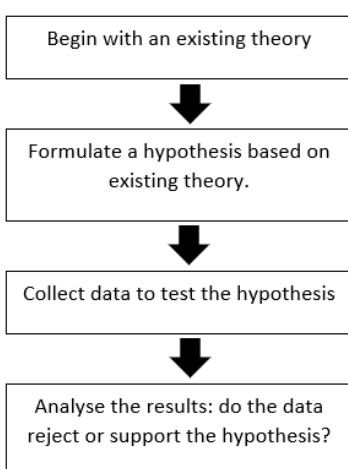 Begin with an existing theory
Formulate a hypothesis based on
existing theory.
Collect data to test the hypothesis
Analyse the results: do the data
reject or support the hypothesis?